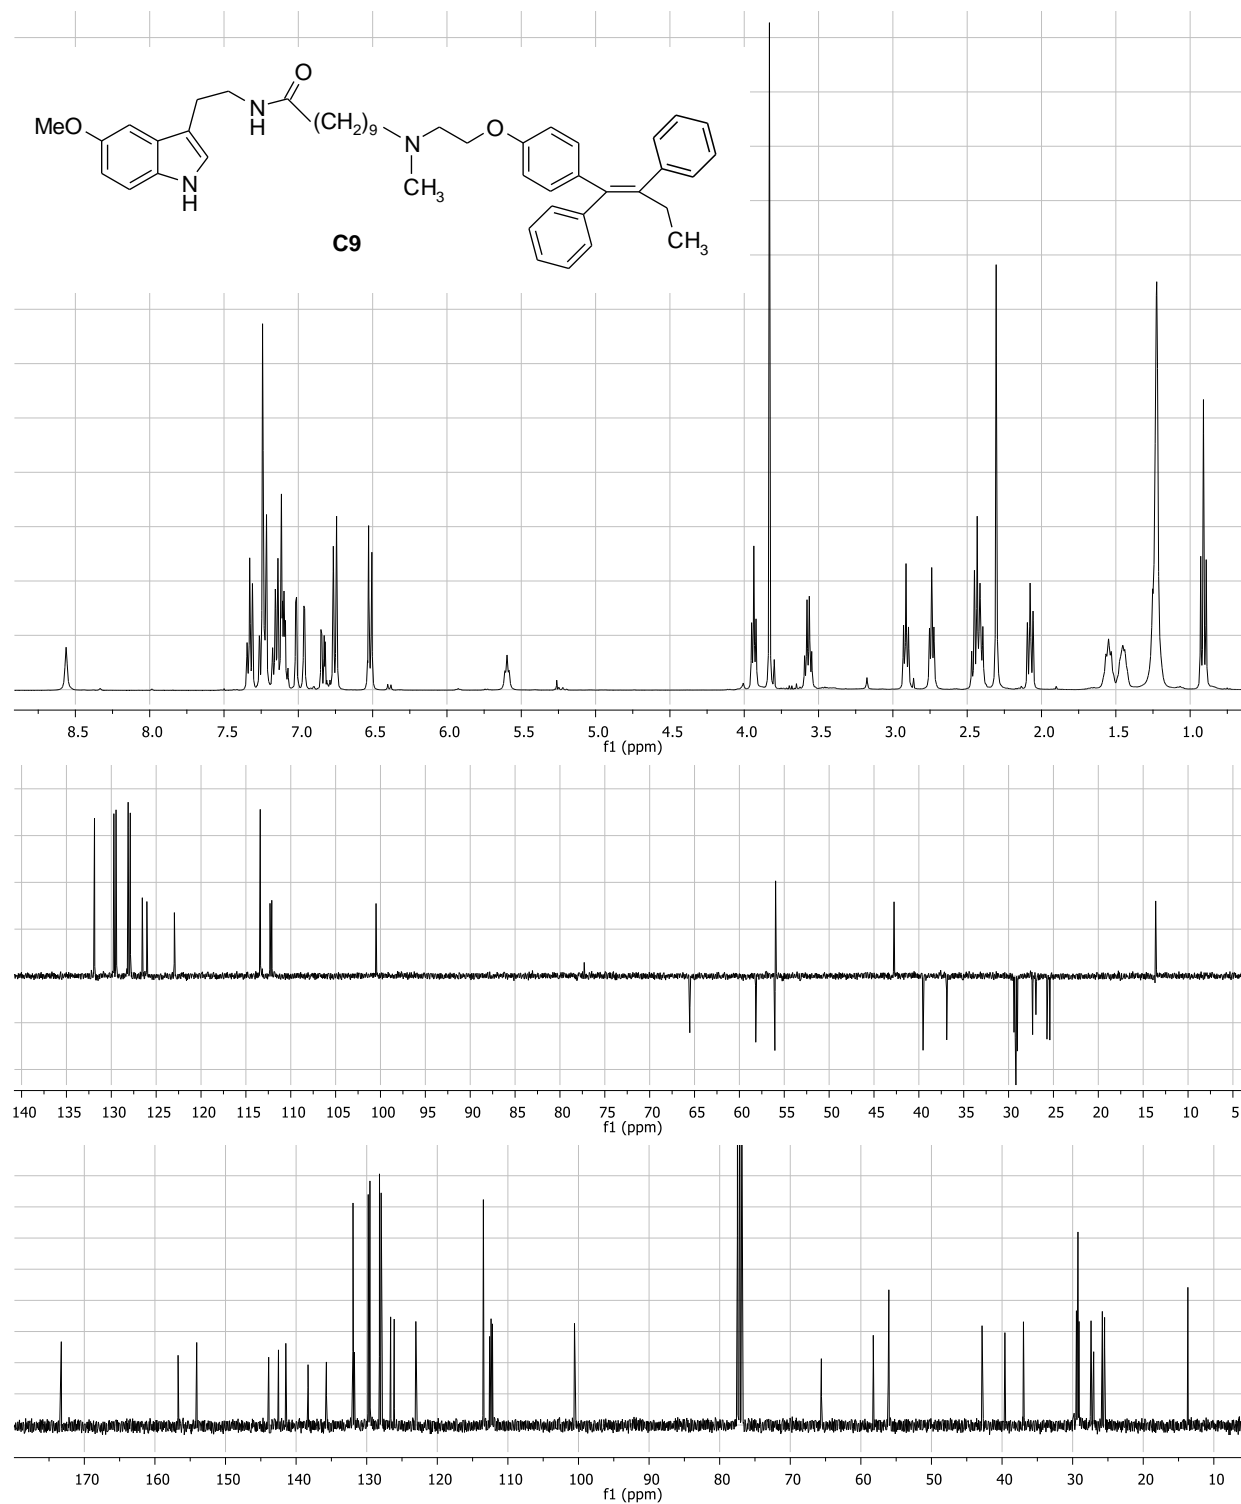 O
MeO
N
H
(CH2)9
N
O
N
H
CH3
CH3
C9
8.5 8.0 7.5 7.0 6.5 6.0 5.5 5.0 4.5 4.0 3.5 3.0 2.5 2.0 1.5 1.0
f1 (ppm)
140 135 130 125 120 115 110 105 100 95 90 85 80 75 70 65 60 55 50 45 40 35 30 25 20 15 10 5
f1 (ppm)
170 160 150 140 130 120 110 100 90 80 70 60 50 40 30 20 10
f1 (ppm)